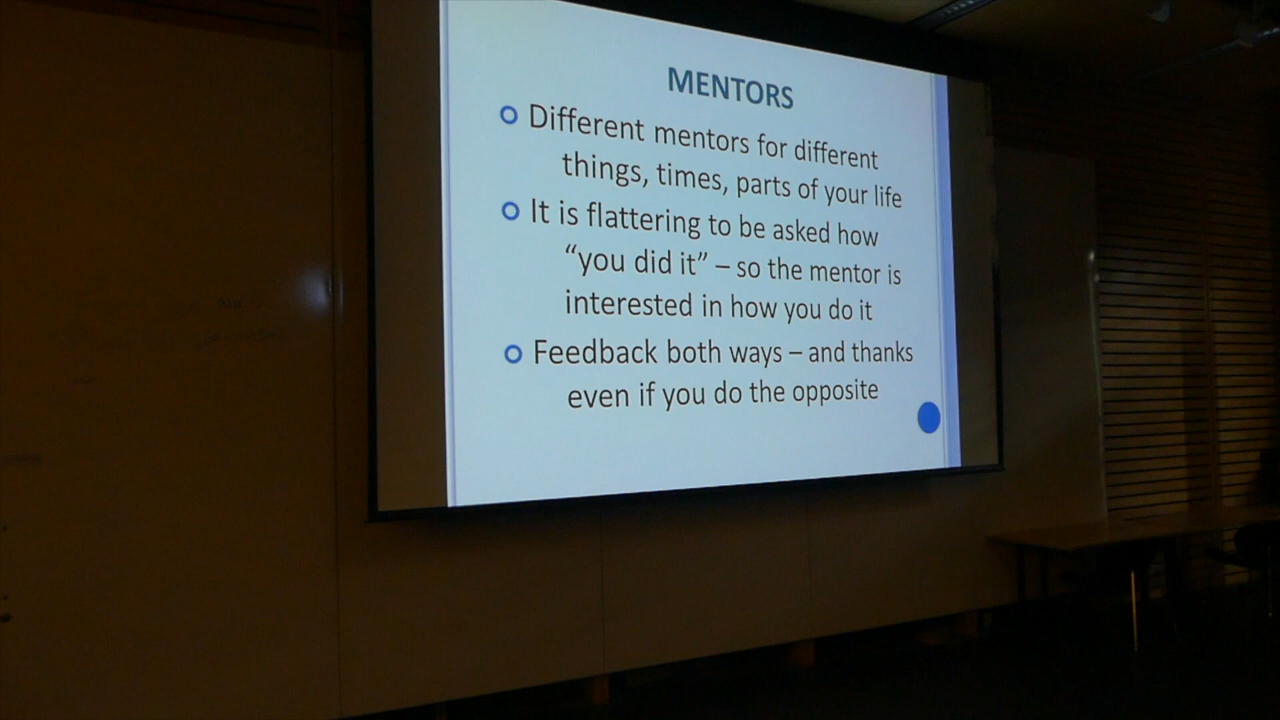 MENTORS
Different mentors for different
things, times, parts of your life
It is flattering to be asked how
“you did it” – so the mentor is
interested in how you do it
Feedback both ways – and thanks
even if you do the opposite